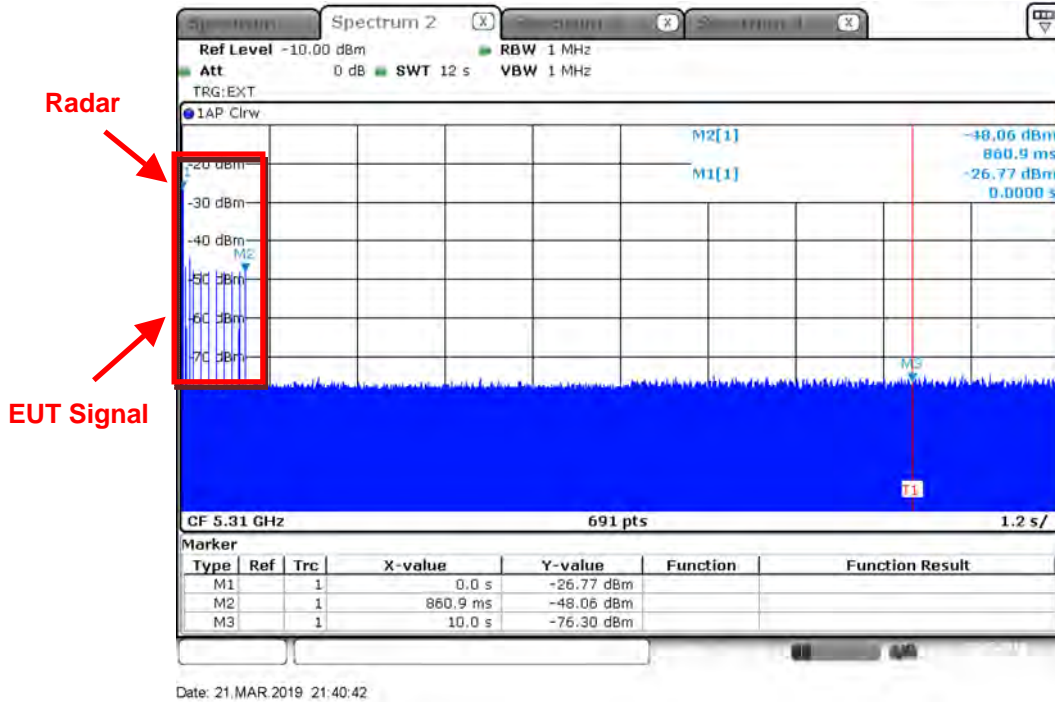 Spectrum 2
Ref Level -10.00 dBm RBW 1 MHz
Att 0 dB SWT 12 s VBW 1 MHz
TRG:EXT
1AP Clrw
Radar
EUT Signal
M2[1] -48.06 dBm
860.9 ms
M1[1] -26.77 dBm
0.0000 s
-20 dBm
-30 dBm
-40 dBm
M2
-50 dBm
-60 dBm
-70 dBm
M3
T1
CF 5.31 GHz 691 pts 1.2 s/
Marker
Type Ref Trc X-value Y-value Function Function Result
M1 1 0.0 s -26.77 dBm
M2 1 860.9 ms -48.06 dBm
M3 1 10.0 s -76.30 dBm
Date: 21.MAR.2019 21:40:42